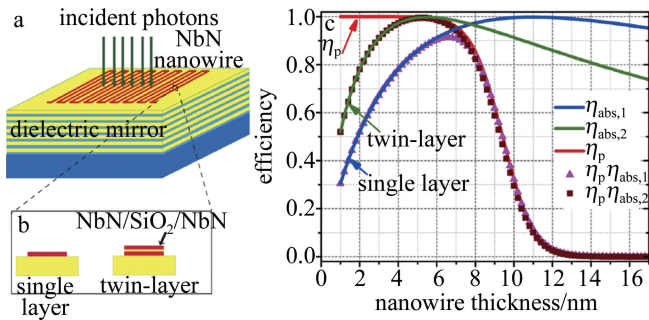 a
incident photons
NbN
nanowire
dielectric mirror
b
NbN/SiO₂/NbN
single
layer
twin-layer
c
efficiency
1.0
0.8
0.6
0.4
0.2
0.0
ηp
twin-layer
single layer
ηabs,1
ηabs,2
ηp
ηpηabs,1
ηpηabs,2
0 2 4 6 8 10 12 14 16
nanowire thickness/nm